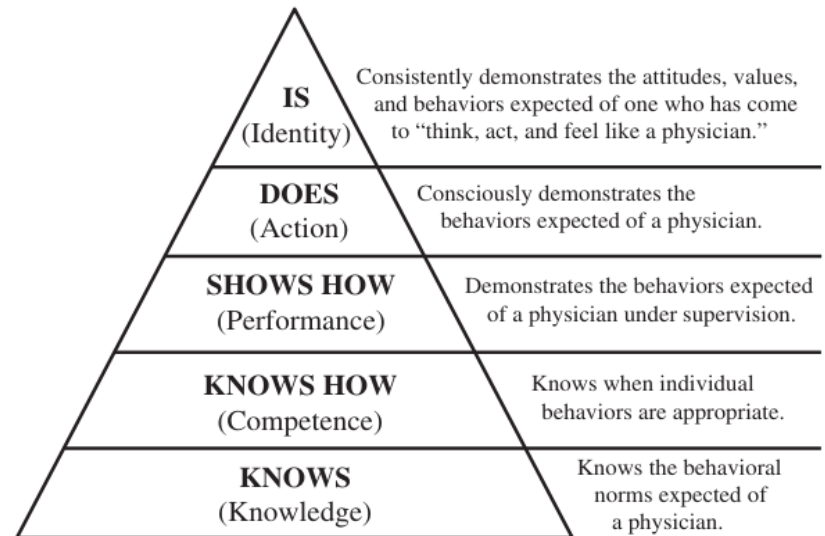 IS
(Identity)
Consistently demonstrates the attitudes, values,
and behaviors expected of one who has come
to “think, act, and feel like a physician.”
DOES
(Action)
Consciously demonstrates the
behaviors expected of a physician.
SHOWS HOW
(Performance)
Demonstrates the behaviors expected
of a physician under supervision.
KNOWS HOW
(Competence)
Knows when individual
behaviors are appropriate.
KNOWS
(Knowledge)
Knows the behavioral
norms expected of
a physician.